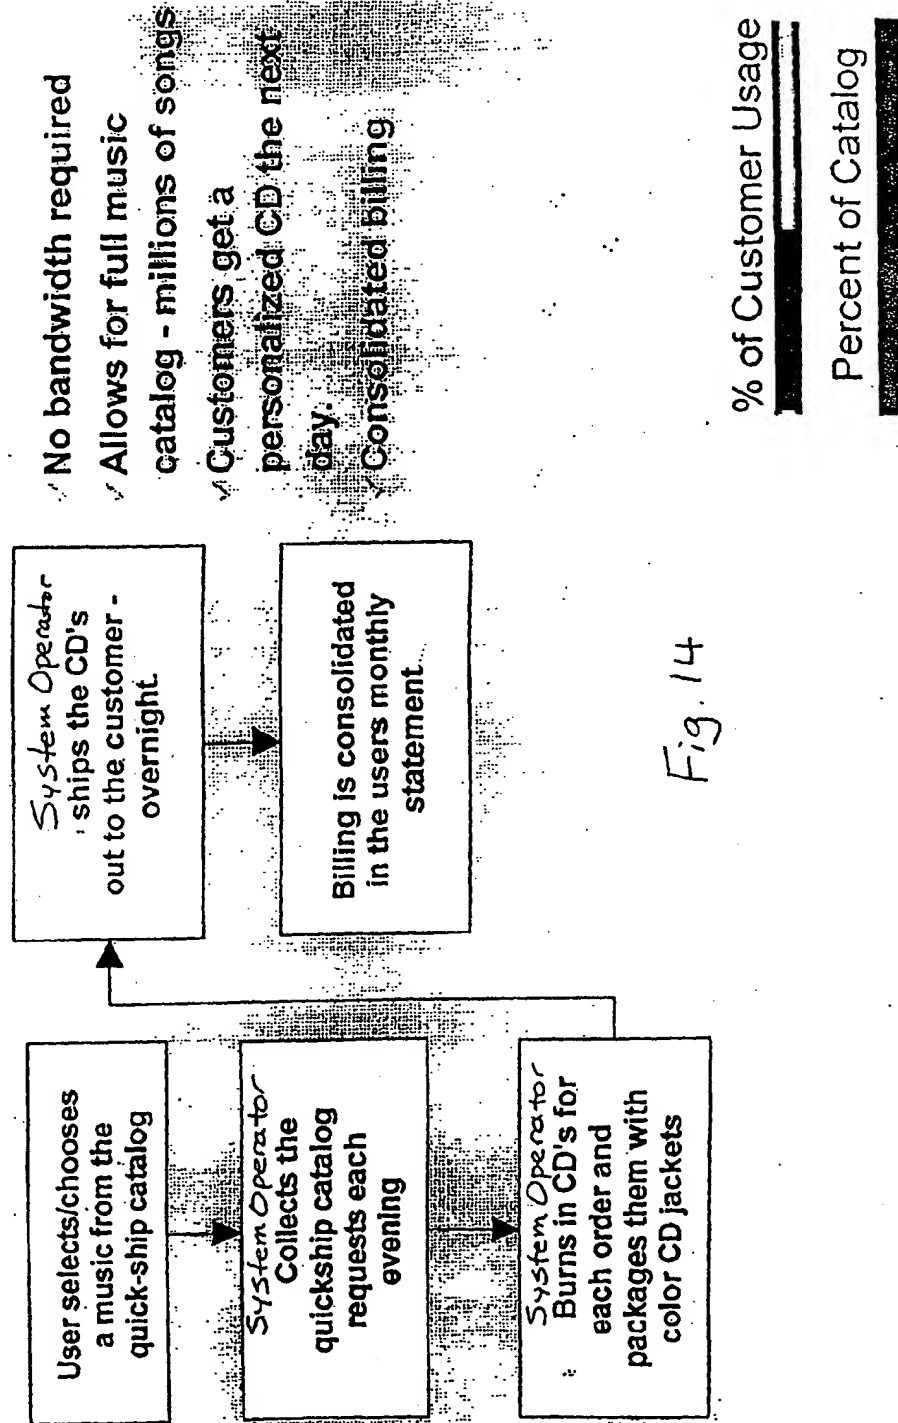 User selects/chooses
a music from the
quick-ship catalog
System Operator
Collects the
quickship catalog
requests each
evening
System Operator
Burns in CD's for
each order and
packages them with
color CD jackets
System Operator
ships the CD's
out to the customer -
overnight.
Billing is consolidated
in the users monthly
statement
✓ No bandwidth required
✓ Allows for full music
catalog - millions of songs
✓ Customers get a
personalized CD the next
day.
✓ Consolidated billing
% of Customer Usage
Percent of Catalog
Fig. 14